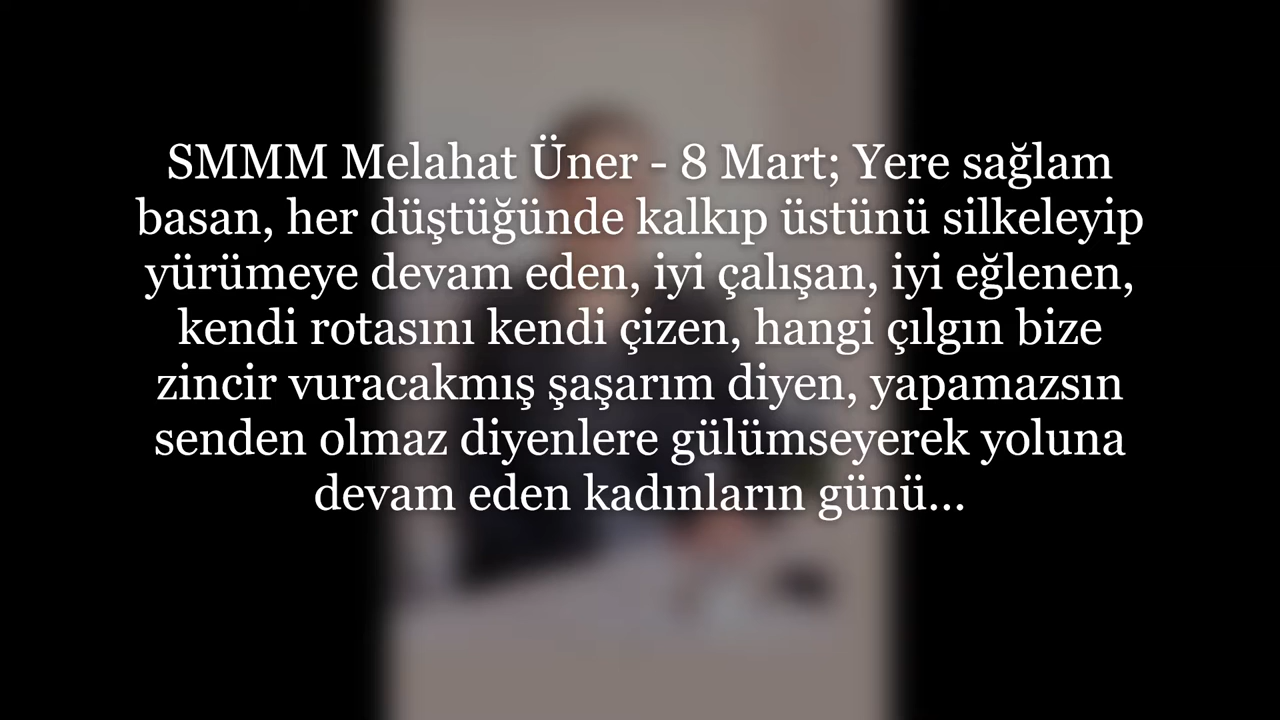 SMMM Melahat Üner - 8 Mart; Yere sağlam
basan, her düştüğünde kalkıp üstünü silkeleyip
yürümeye devam eden, iyi çalışan, iyi eğlenen,
kendi rotasını kendi çizen, hangi çılgın bize
zincir vuracakmış şaşarım diyen, yapamazsın
senden olmaz diyenlere gülümseyerek yoluna
devam eden kadınların günü...